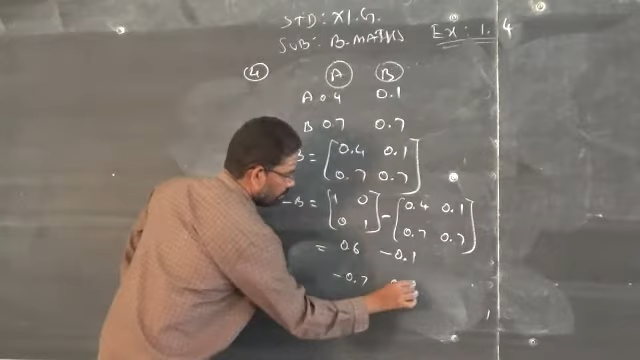 STD: XI.G.
SUB: B.MATHS Ex: 1.4
4 A B
A 0.4 0.1
B 0.7 0.7
B = [0.4 0.1
0.7 0.7]
-B = [1 0 0 1] - [0.4 0.1 0.7 0.7]
= 0.6 -0.1
-0.7